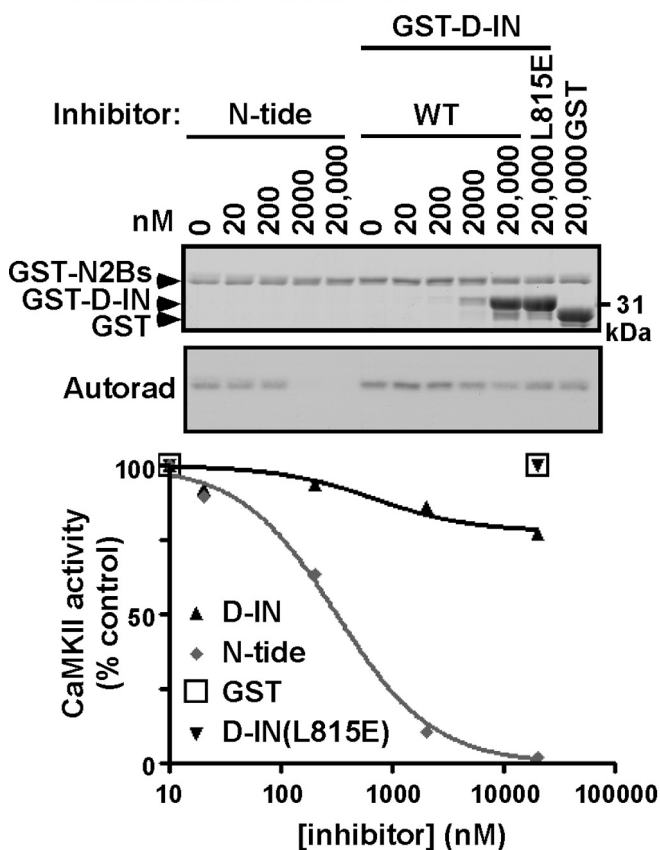 GST-D-IN
Inhibitor: N-tide WT L815E GST
nM 0 20 200 2000 20,000 0 20 200 2000 20,000 20,000 20,000
GST-N2Bs
GST-D-IN
GST
31
kDa
Autorad
100
50
0
CaMKII activity
(% control)
D-IN
N-tide
GST
D-IN(L815E)
10 100 1000 10000 100000
[inhibitor] (nM)